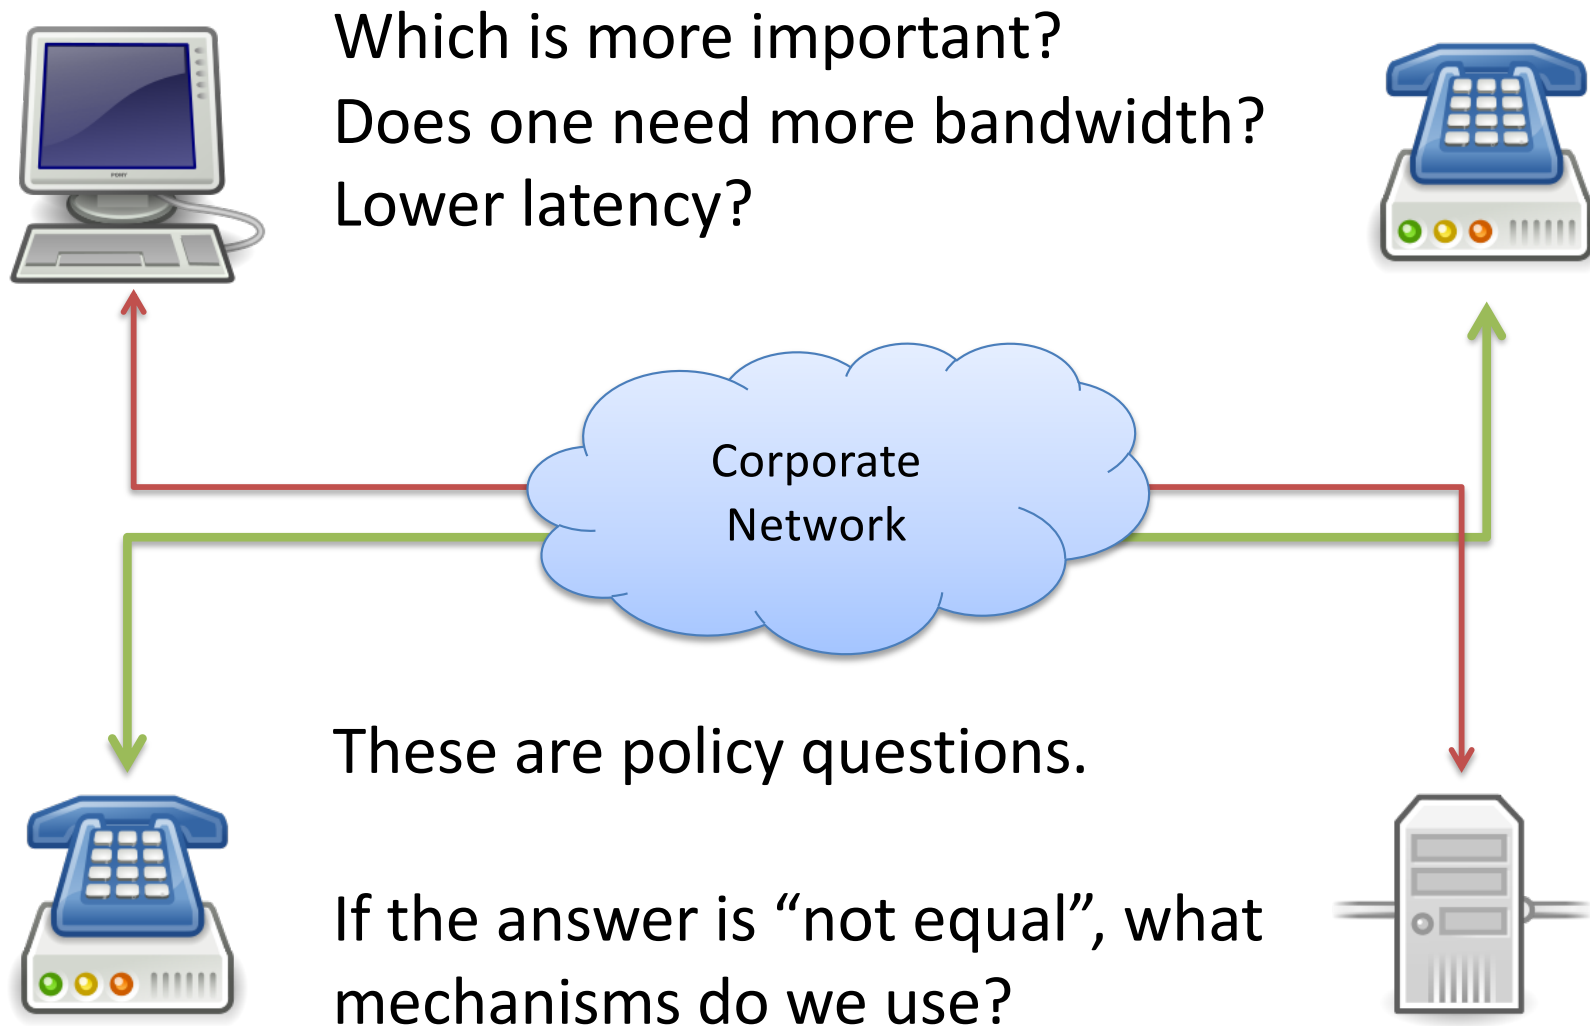 Which is more important?
Does one need more bandwidth?
Lower latency?
PONY
Corporate
Network
These are policy questions.
If the answer is “not equal”, what
mechanisms do we use?